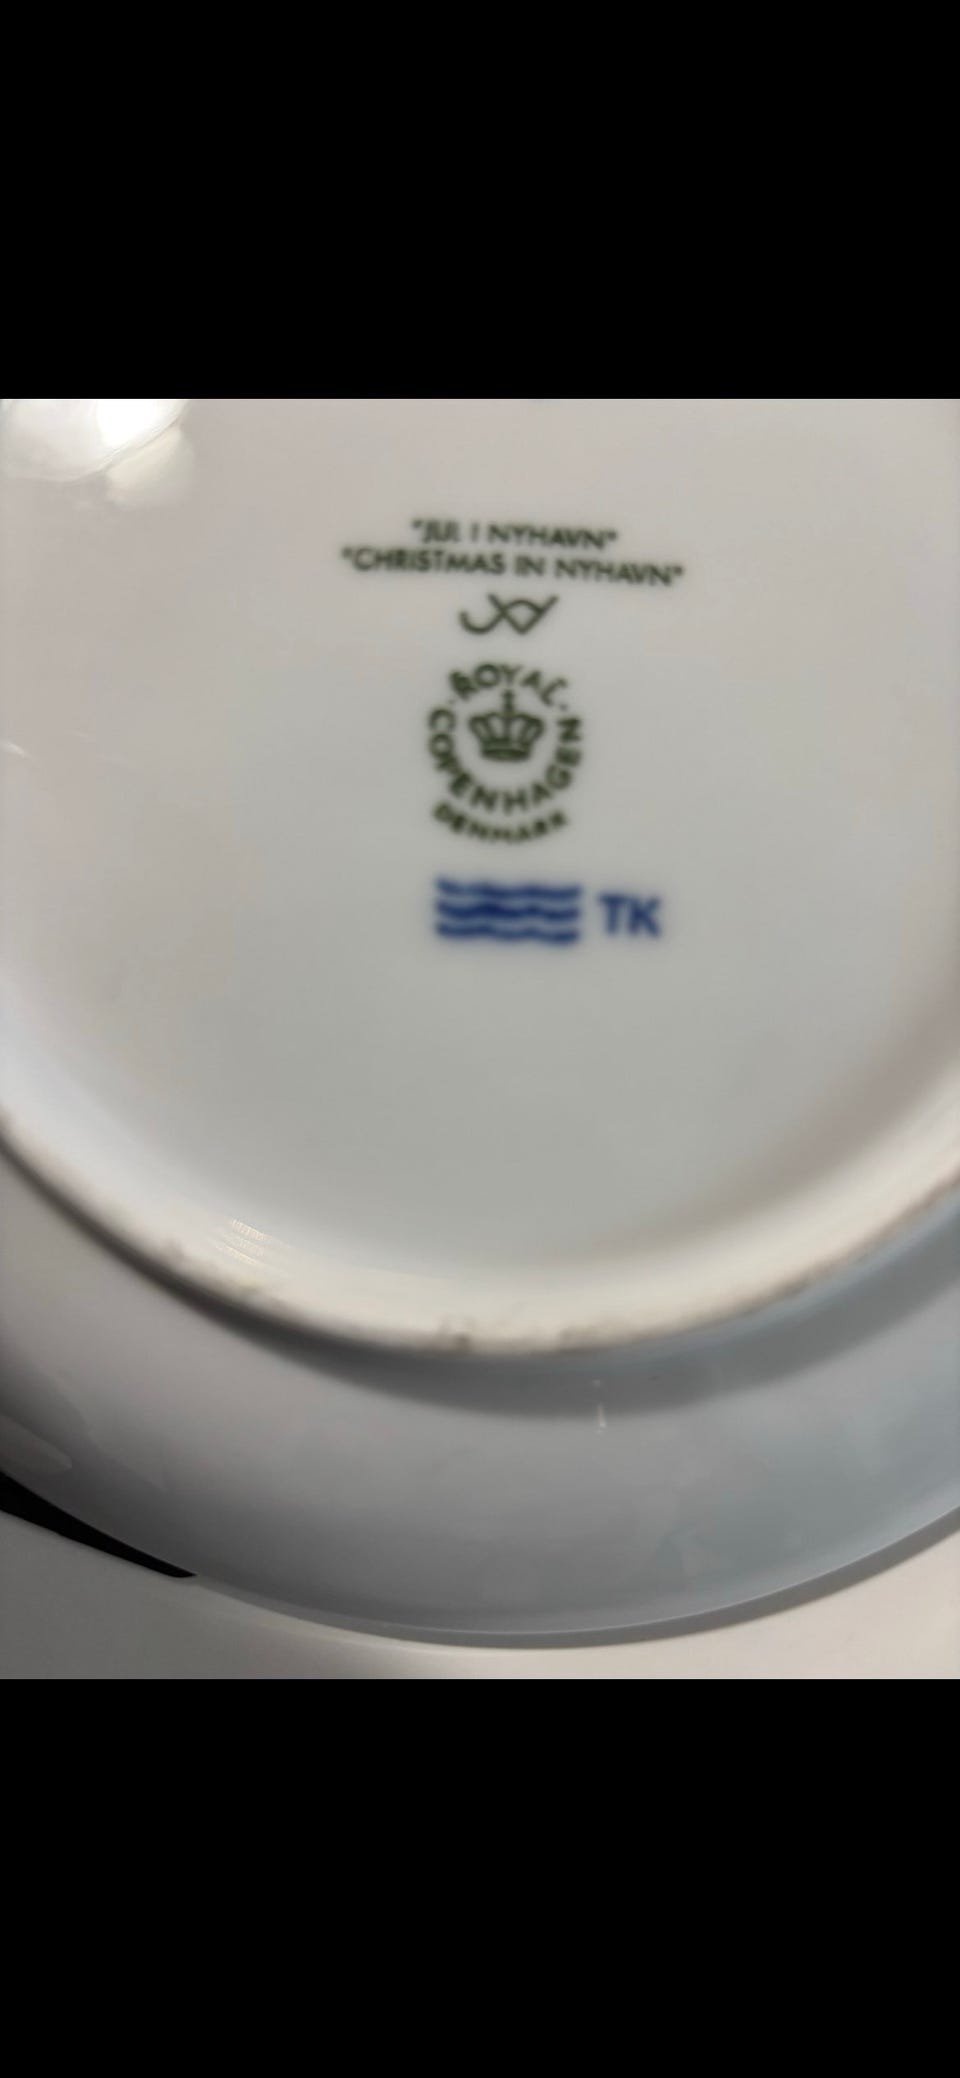 "JUL I NYHAVN"
"CHRISTMAS IN NYHAVN"
ROYAL
COPENHAGEN
DENMARK
TK